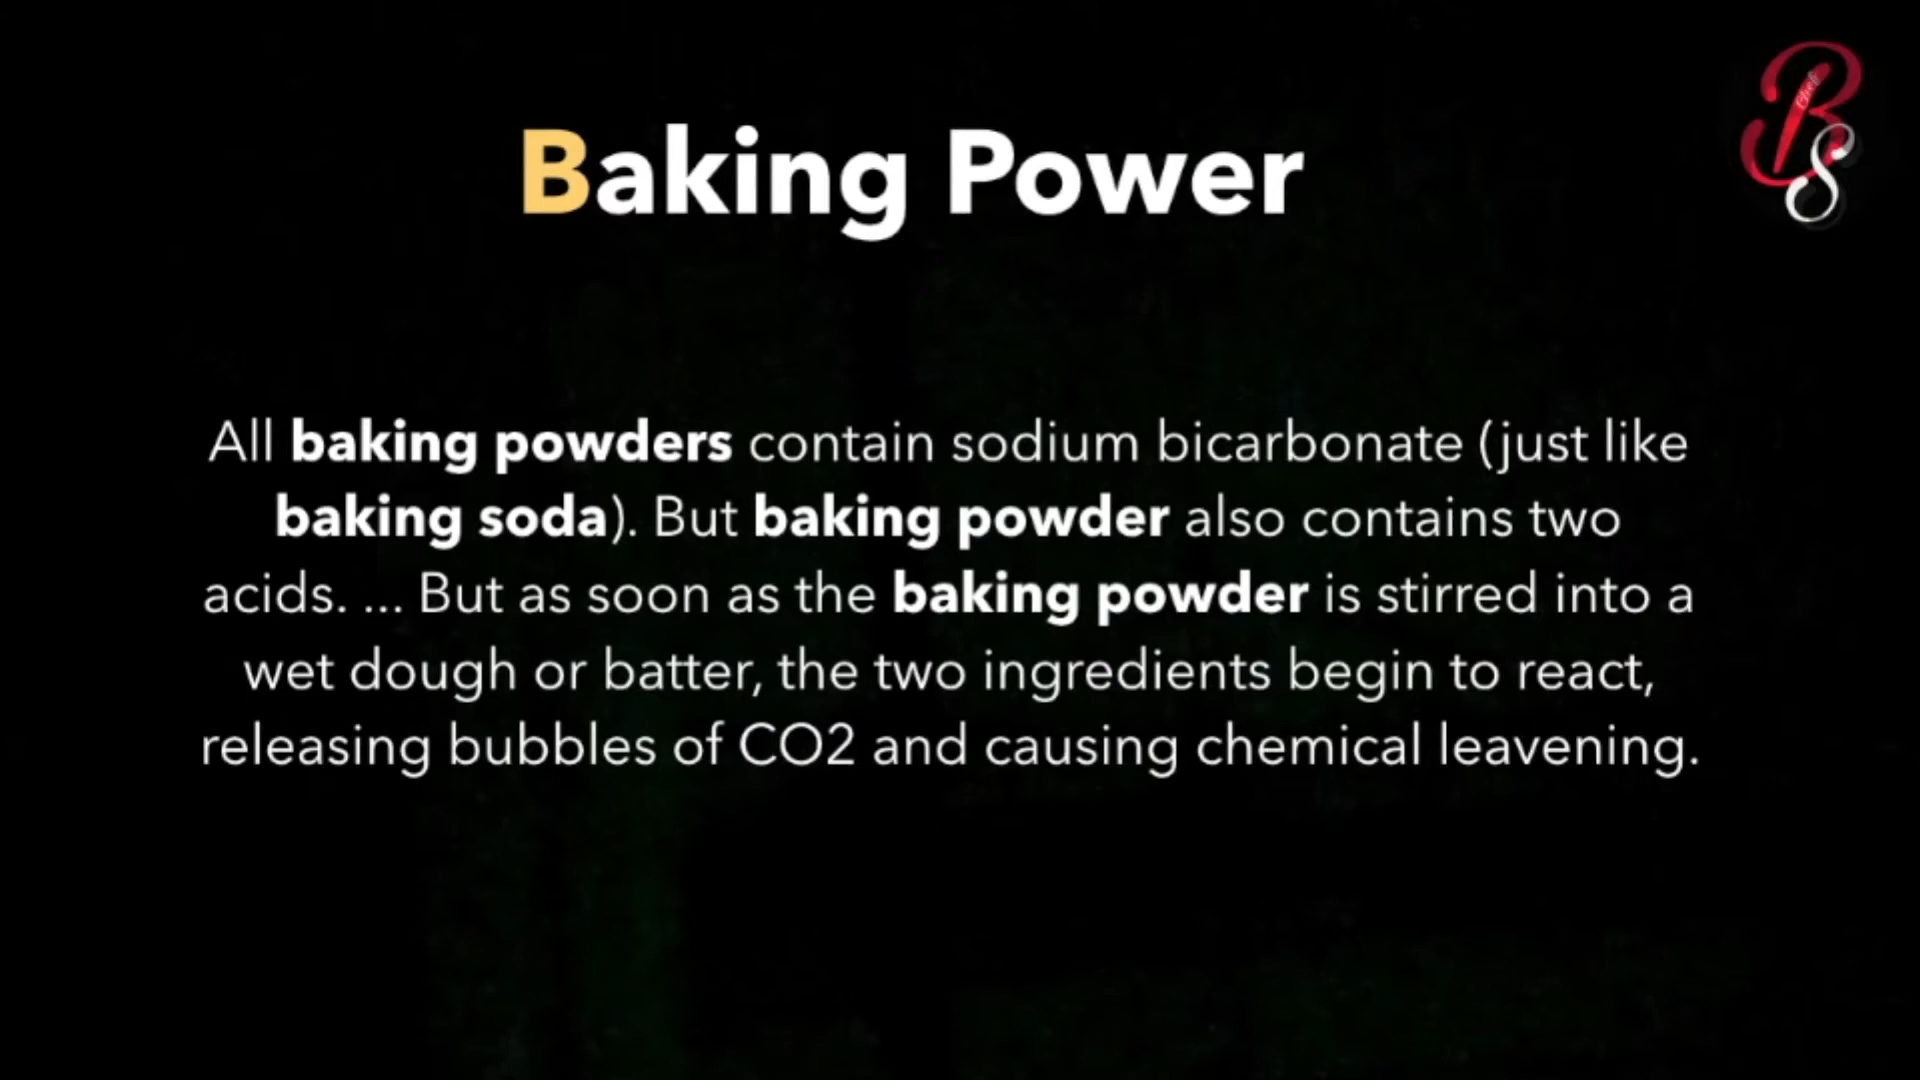 Baking Power
All baking powders contain sodium bicarbonate (just like
baking soda). But baking powder also contains two
acids. ... But as soon as the baking powder is stirred into a
wet dough or batter, the two ingredients begin to react,
releasing bubbles of CO2 and causing chemical leavening.
B
Chef
S